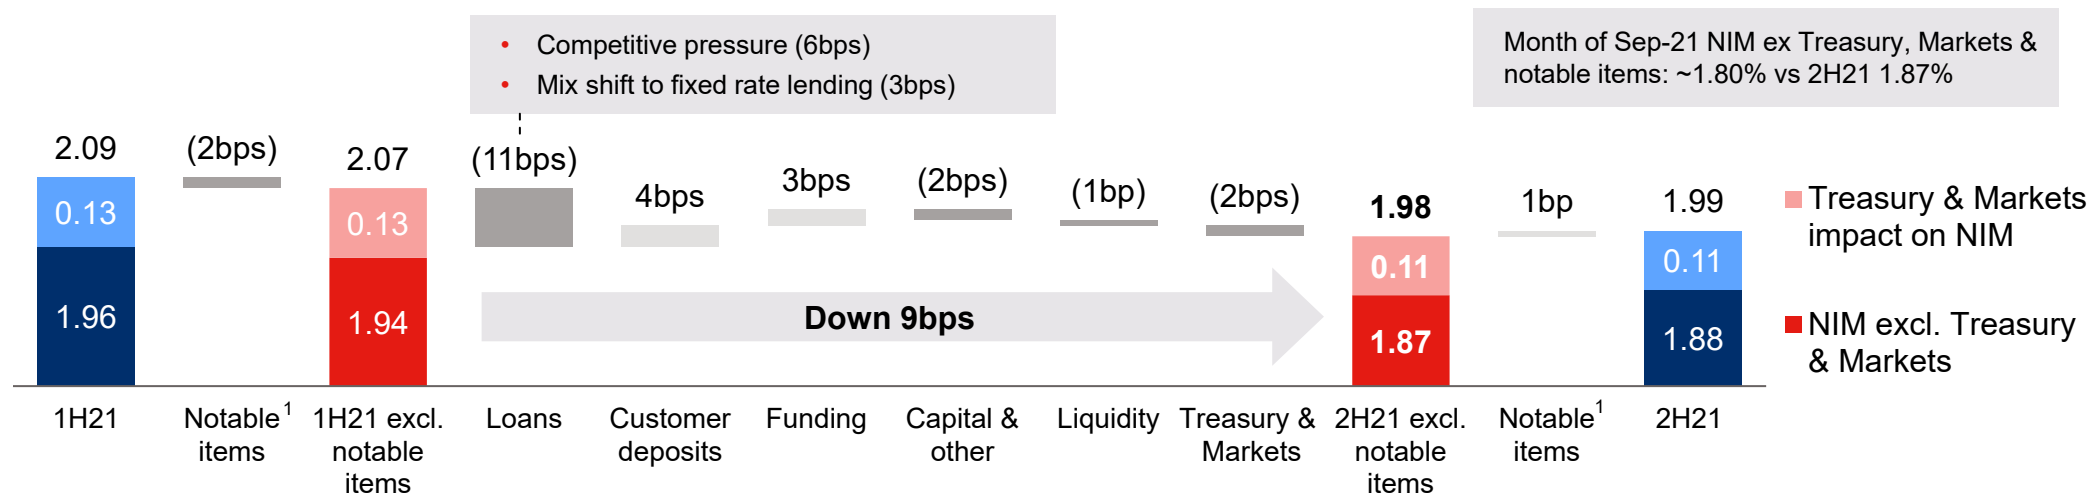 • Competitive pressure (6bps)
• Mix shift to fixed rate lending (3bps)
Month of Sep-21 NIM ex Treasury, Markets &
notable items: ~1.80% vs 2H21 1.87%
2.09
(2bps)
2.07
(11bps)
4bps
3bps
(2bps)
(1bp)
(2bps)
1.98
1bp
1.99
0.13
0.13
0.11
0.11
1.96
1.94
1.87
1.88
Down 9bps
Treasury & Markets
impact on NIM
NIM excl. Treasury
& Markets
1H21
Notable1
items
1H21 excl.
notable
items
Loans
Customer
deposits
Funding
Capital &
other
Liquidity
Treasury &
Markets
2H21 excl.
notable
items
Notable1
items
2H21